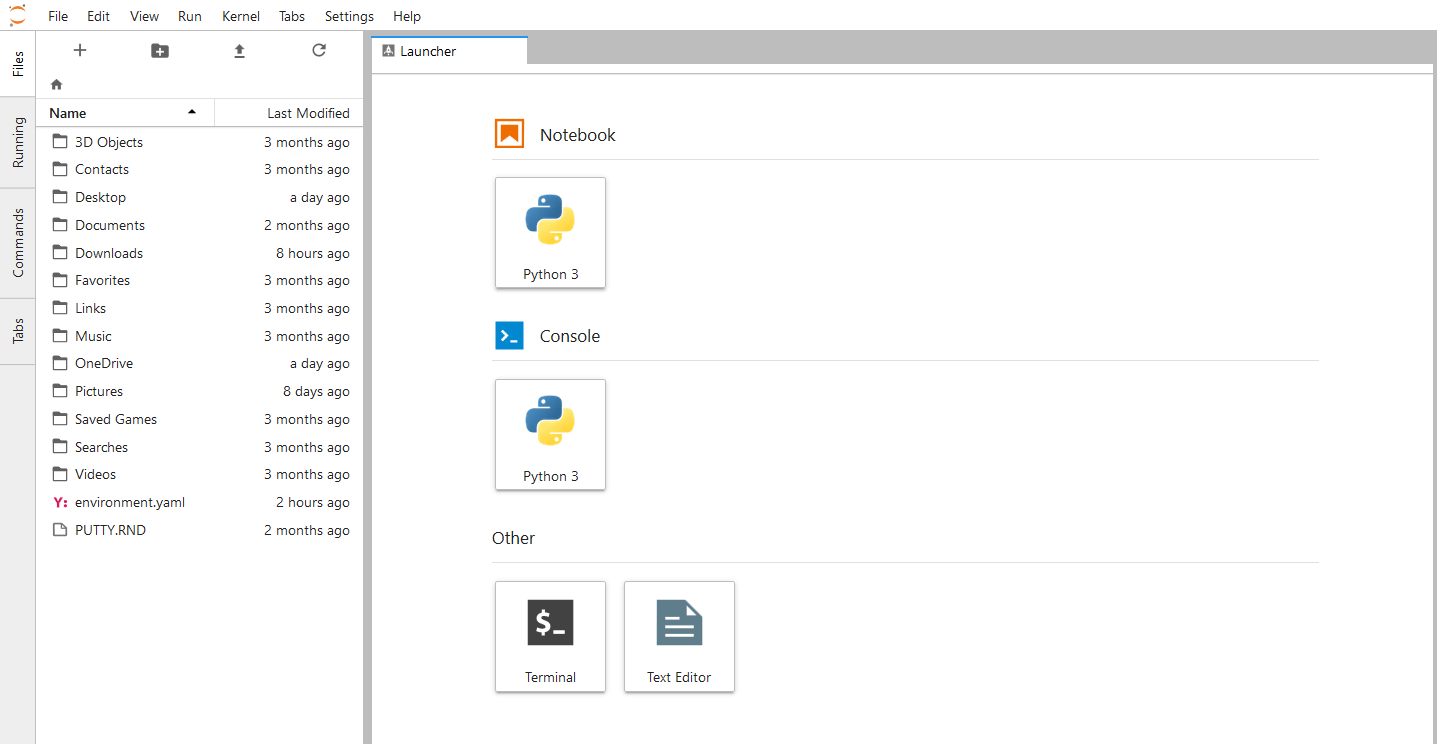 File Edit View Run Kernel Tabs Settings Help
Files
Running
Commands
Tabs
Name Last Modified
3D Objects 3 months ago
Contacts 3 months ago
Desktop a day ago
Documents 2 months ago
Downloads 8 hours ago
Favorites 3 months ago
Links 3 months ago
Music 3 months ago
OneDrive a day ago
Pictures 8 days ago
Saved Games 3 months ago
Searches 3 months ago
Videos 3 months ago
Y: environment.yaml 2 hours ago
PUTTY.RND 2 months ago
Launcher
Notebook
Python 3
Console
Python 3
Other
$_
Terminal Text Editor